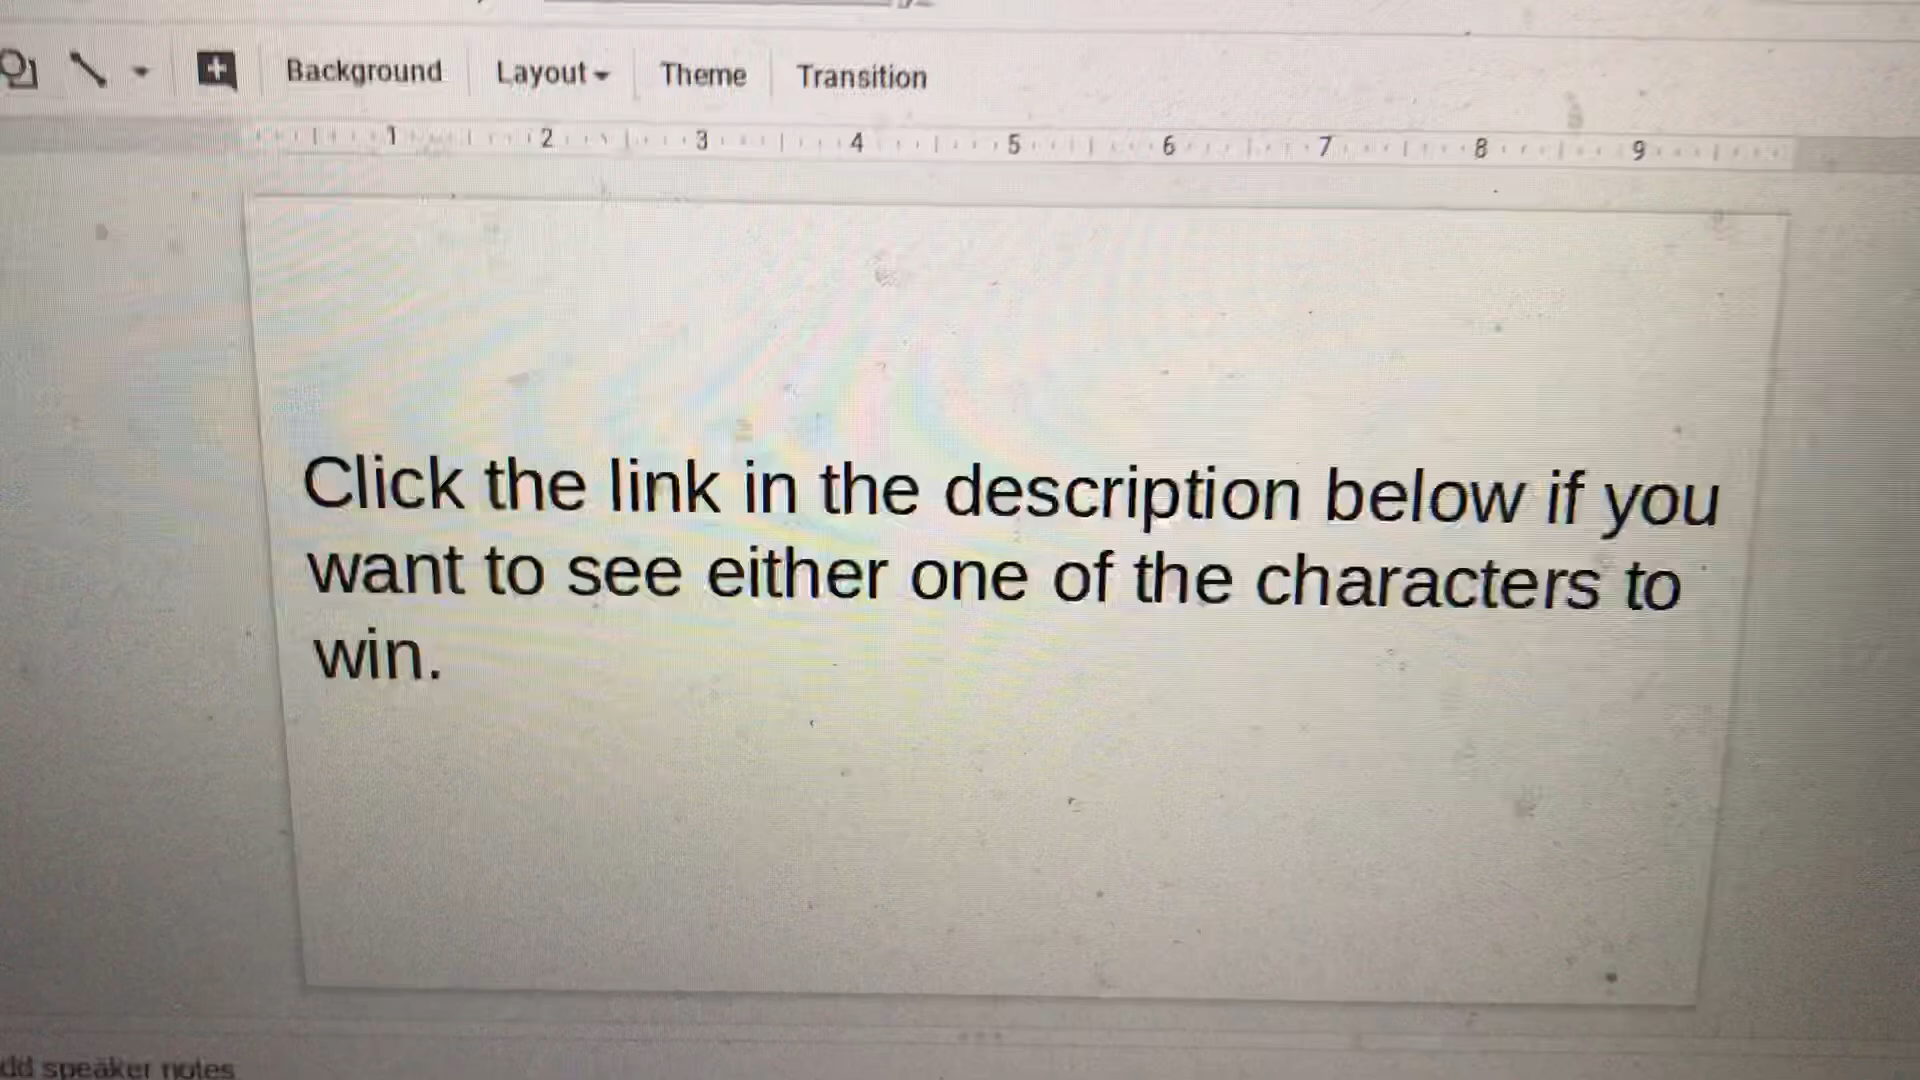 Background Layout Theme Transition
1 2 3 4 5 6 7 8 9
Click the link in the description below if you
want to see either one of the characters to
win.
dd speaker notes